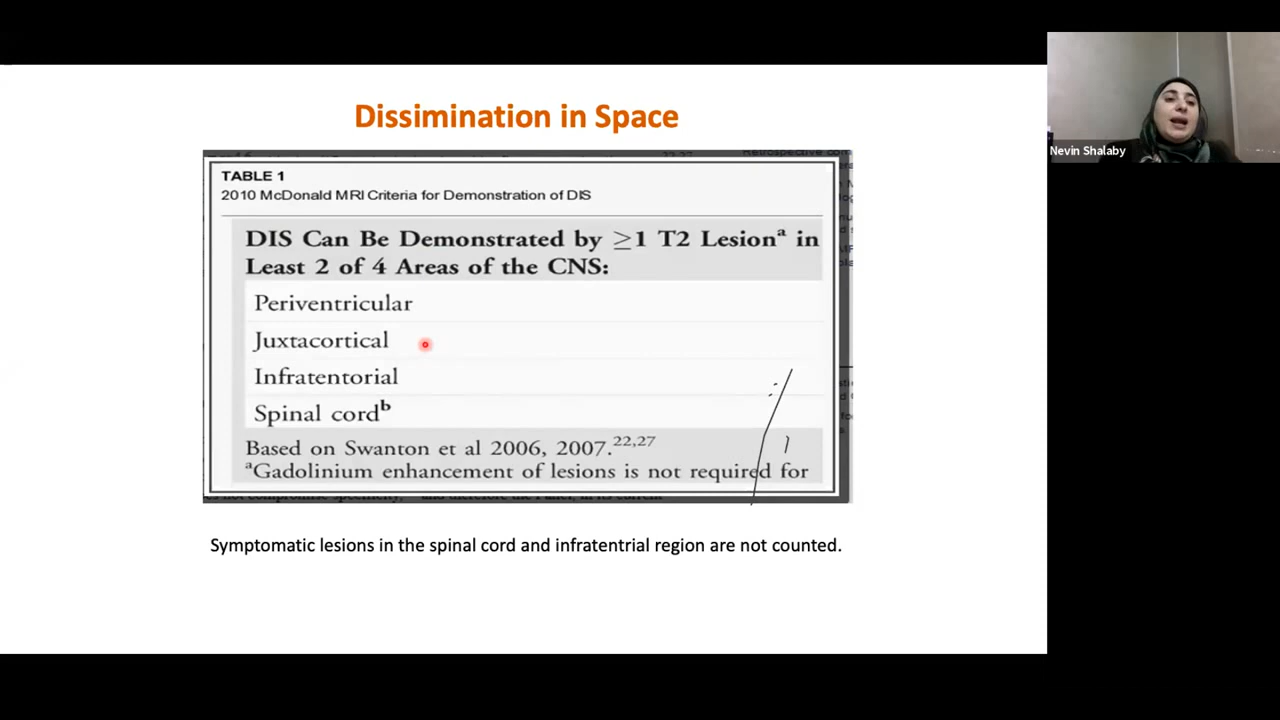 Dissimination in Space
Nevin Shalaby
TABLE 1
2010 McDonald MRI Criteria for Demonstration of DIS
DIS Can Be Demonstrated by ≥1 T2 Lesionᵃ in
Least 2 of 4 Areas of the CNS:
Periventricular
Juxtacortical
Infratentorial
Spinal cordᵇ
Based on Swanton et al 2006, 2007.²²,²⁷
ᵃGadolinium enhancement of lesions is not required for
Symptomatic lesions in the spinal cord and infratentrial region are not counted.